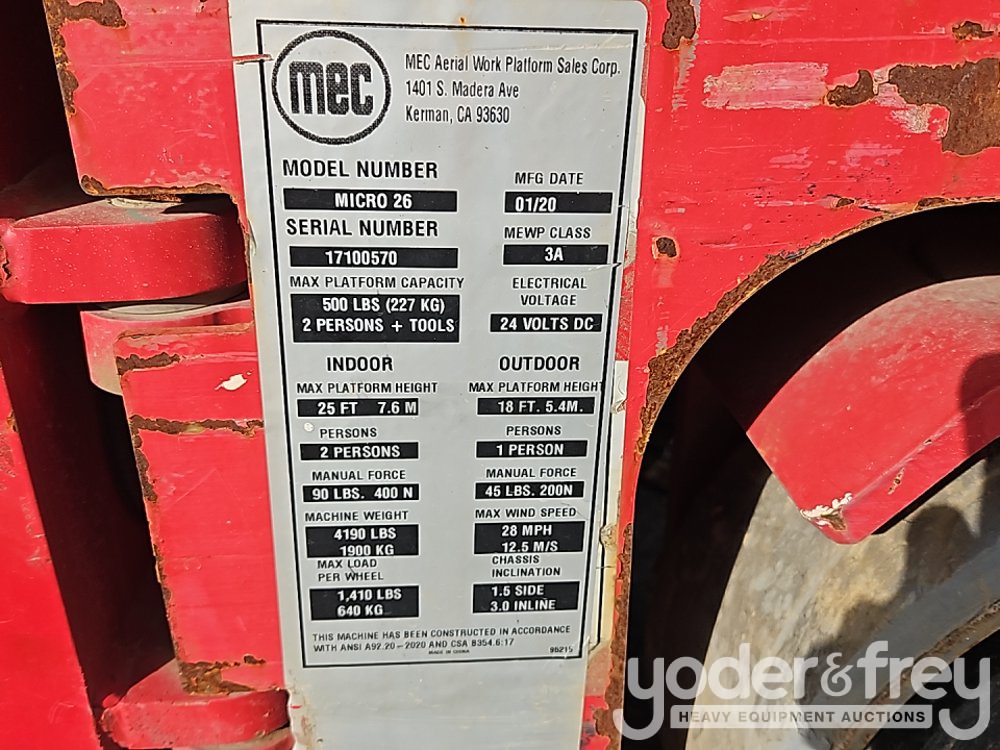 mec
MEC Aerial Work Platform Sales Corp.
1401 S. Madera Ave
Kerman, CA 93630
MODEL NUMBER
MICRO 26
SERIAL NUMBER
17100570
MAX PLATFORM CAPACITY
500 LBS (227 KG)
2 PERSONS + TOOLS
MFG DATE
01/20
MEWP CLASS
3A
ELECTRICAL
VOLTAGE
24 VOLTS DC
INDOOR
MAX PLATFORM HEIGHT
25 FT 7.6 M
PERSONS
2 PERSONS
MANUAL FORCE
90 LBS. 400 N
MACHINE WEIGHT
4190 LBS
1900 KG
MAX LOAD
PER WHEEL
1,410 LBS
640 KG
OUTDOOR
MAX PLATFORM HEIGHT
18 FT. 5.4M.
PERSONS
1 PERSON
MANUAL FORCE
45 LBS. 200N
MAX WIND SPEED
28 MPH
12.5 M/S
CHASSIS
INCLINATION
1.5 SIDE
3.0 INLINE
THIS MACHINE HAS BEEN CONSTRUCTED IN ACCORDANCE
WITH ANSI A92.20-2020 AND CSA B354.6:17
MADE IN CHINA
96215
yoder&frey
HEAVY EQUIPMENT AUCTIONS